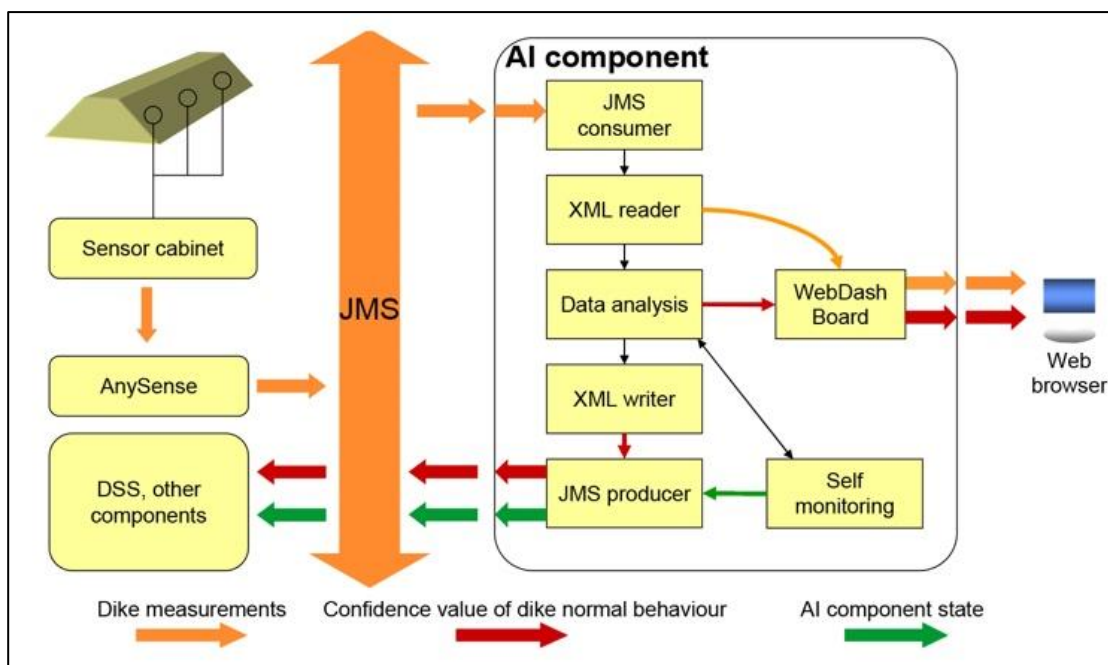 AI component
JMS
consumer
XML reader
Sensor cabinet
JMS
Data analysis
WebDash
Board
Web
browser
AnySense
XML writer
DSS, other
components
JMS producer
Self
monitoring
Dike measurements
Confidence value of dike normal behaviour
AI component state